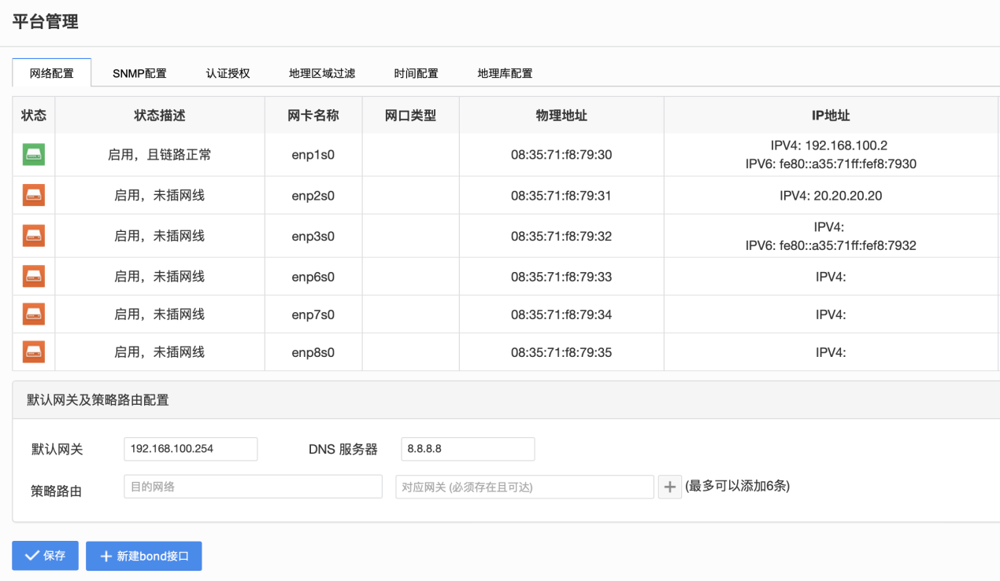 平台管理
网络配置 SNMP配置 认证授权 地理区域过滤 时间配置 地理库配置
状态 状态描述 网卡名称 网口类型 物理地址 IP地址
启用，且链路正常 enp1s0 08:35:71:f8:79:30 IPV4: 192.168.100.2
IPV6: fe80::a35:71ff:fef8:7930
启用，未插网线 enp2s0 08:35:71:f8:79:31 IPV4: 20.20.20.20
启用，未插网线 enp3s0 08:35:71:f8:79:32 IPV4:
IPV6: fe80::a35:71ff:fef8:7932
启用，未插网线 enp6s0 08:35:71:f8:79:33 IPV4:
启用，未插网线 enp7s0 08:35:71:f8:79:34 IPV4:
启用，未插网线 enp8s0 08:35:71:f8:79:35 IPV4:
默认网关及策略路由配置
默认网关 192.168.100.254 DNS 服务器 8.8.8.8
策略路由 目的网络 对应网关 (必须存在且可达) (最多可以添加6条)
保存 新建bond接口